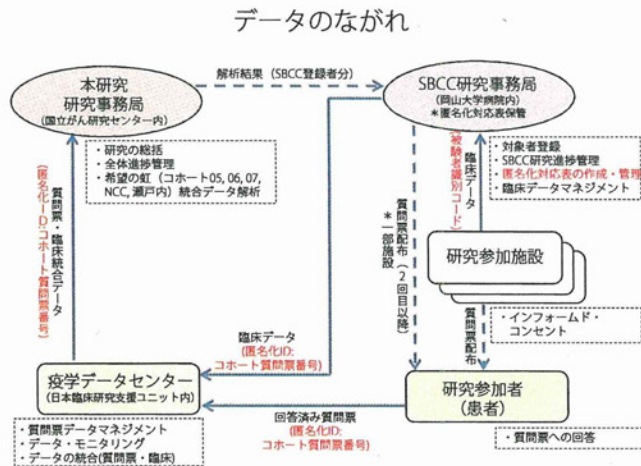 データのながれ
本研究
研究事務局
(国立がん研究センター内)
解析結果（SBCC登録者分）
SBCC研究事務局
(岡山大学病院内)
＊匿名化対応表保管
・研究の総括
・全体進捗管理
・希望の虹（コホート05, 06, 07,
NCC, 瀬戸内）統合データ解析
・対象者登録
・SBCC研究進捗管理
・匿名化対応表の作成・管理
・臨床データマネジメント
質問票・臨床統合データ
(匿名化ID:コホート質問票番号)
質問票配布（2回目以降）
＊一部施設
臨床データ
(被験者識別コード)
研究参加施設
・インフォームド・
コンセント
質問票配布
臨床データ
(匿名化ID:
コホート質問票番号)
疫学データセンター
(日本臨床研究支援ユニット内)
研究参加者
(患者)
回答済み質問票
(匿名化ID:
コホート質問票番号)
・質問票データマネジメント
・データ・モニタリング
・データの統合(質問票・臨床)
・質問票への回答